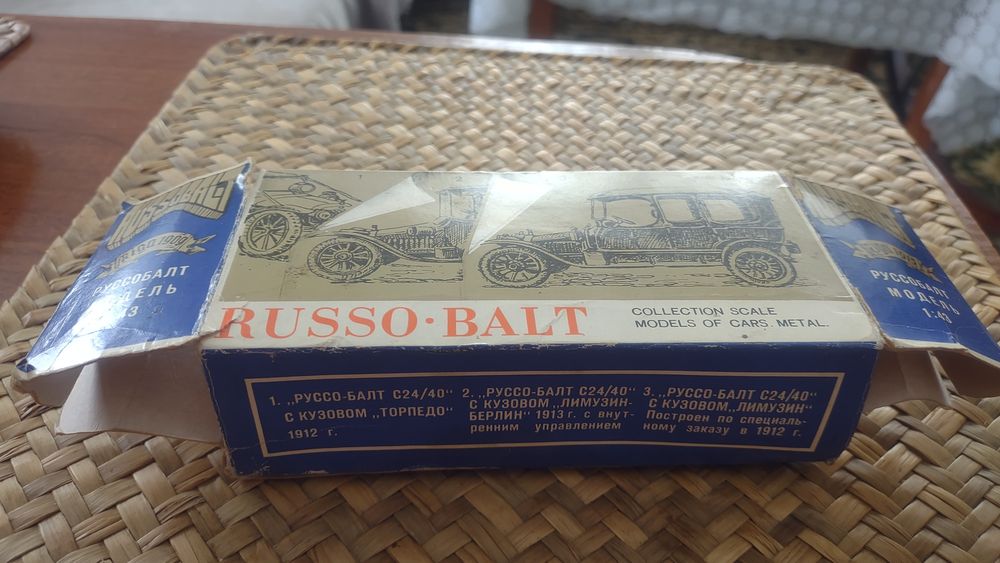 РУССОБАЛТ
МОДЕЛЬ
RUSSO·BALT
COLLECTION SCALE
MODELS OF CARS. METAL.
РУССОБАЛТ
МОДЕЛЬ
1:43
1. „РУССО-БАЛТ С24/40“
С КУЗОВОМ „ТОРПЕДО“
1912 г.
2. „РУССО-БАЛТ С24/40“
С КУЗОВОМ „ЛИМУЗИН-
БЕРЛИН“ 1913 г. с внут-
ренним управлением
3. „РУССО-БАЛТ С24/40“
С КУЗОВОМ „ЛИМУЗИН“
Построен по специаль-
ному заказу в 1912 г.